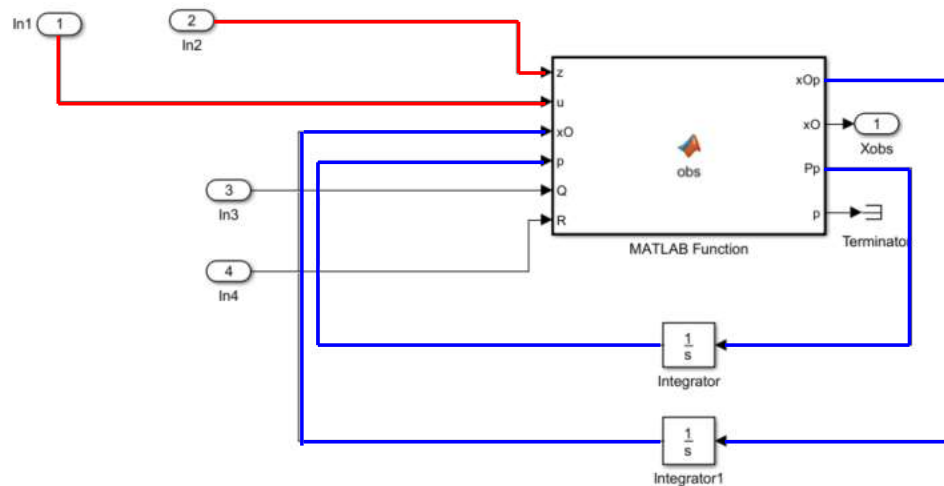 In1
1
2
In2
z
u
xO
p
Q
R
obs
xOp
xO
Pp
p
MATLAB Function
1
Xobs
Terminator
3
In3
4
In4
1
s
Integrator
1
s
Integrator1